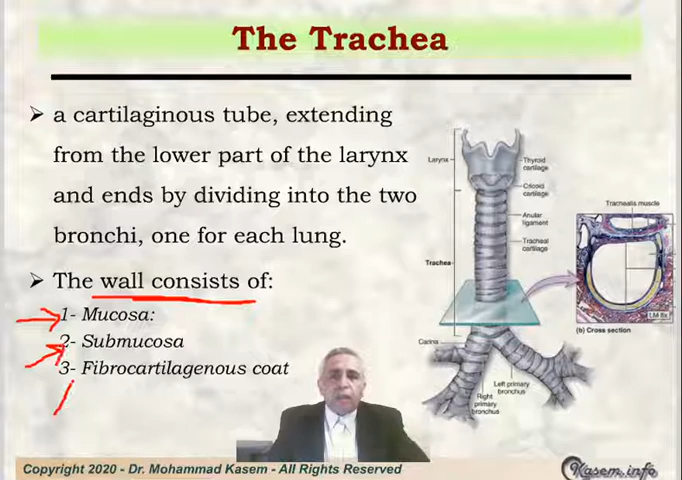 The Trachea
➢ a cartilaginous tube, extending
from the lower part of the larynx
and ends by dividing into the two
bronchi, one for each lung.
➢ The wall consists of:
1- Mucosa:
2- Submucosa
3- Fibrocartilagenous coat
Larynx
Thyroid
cartilage
Cricoid
cartilage
Anular
ligament
Tracheal
cartilage
Trachea
Carina
Left primary
bronchus
Right
primary
bronchus
Trachealis muscle
LM 8x
(b) Cross section
Copyright 2020 - Dr. Mohammad Kasem - All Rights Reserved
Kasem.info